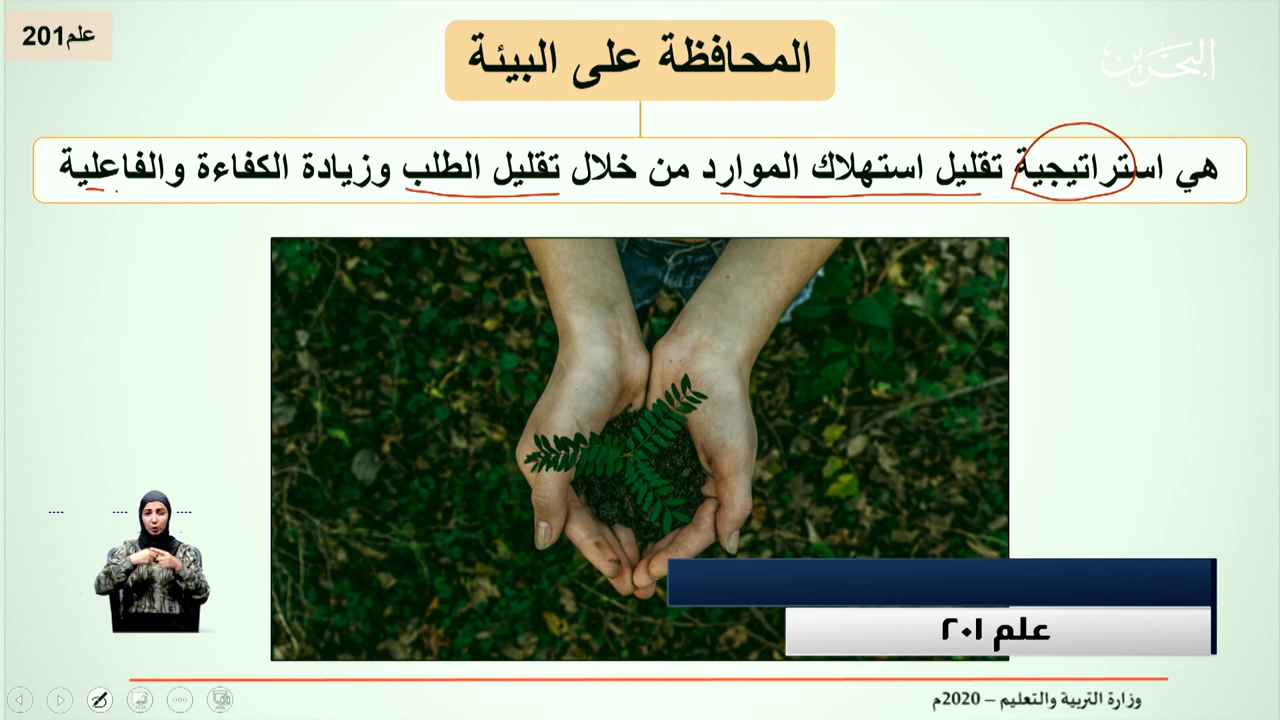 علم201
البحرين
المحافظة على البيئة
هي استراتيجية تقليل استهلاك الموارد من خلال تقليل الطلب وزيادة الكفاءة والفاعلية
علم ٢٠١
وزارة التربية والتعليم – 2020م